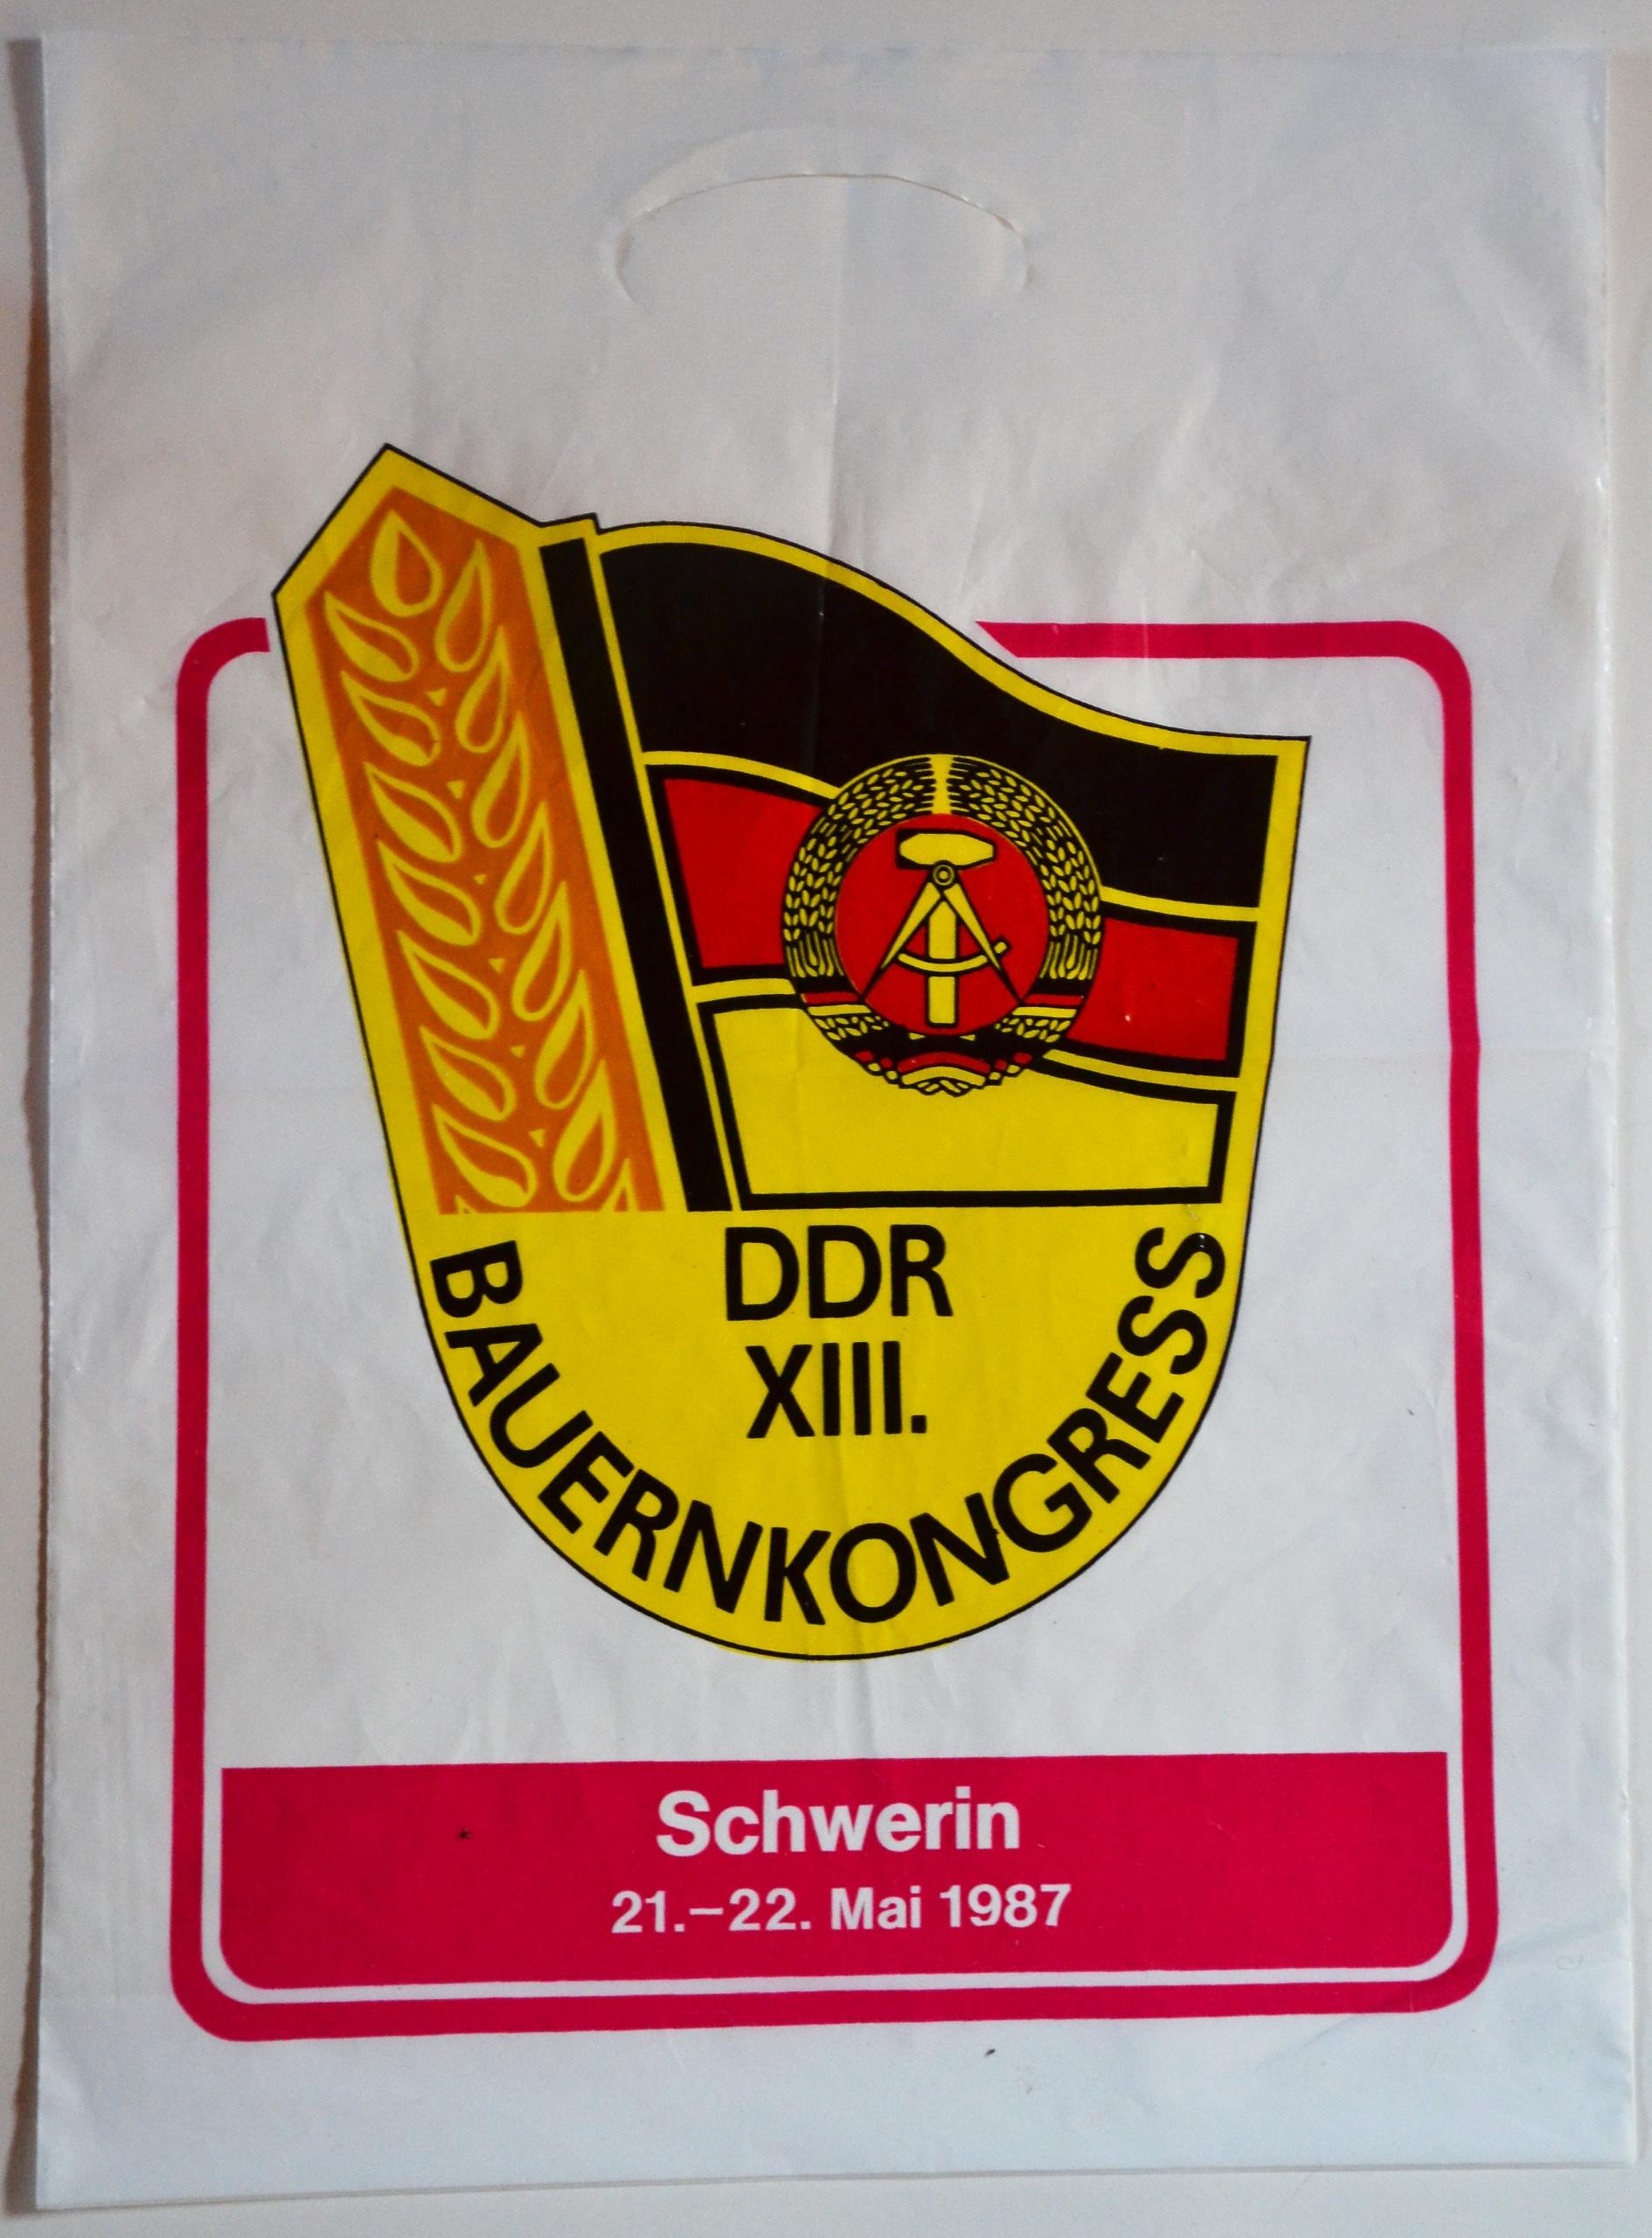 DDR
XIII.
BAUERNKONGRESS
Schwerin
21.–22. Mai 1987